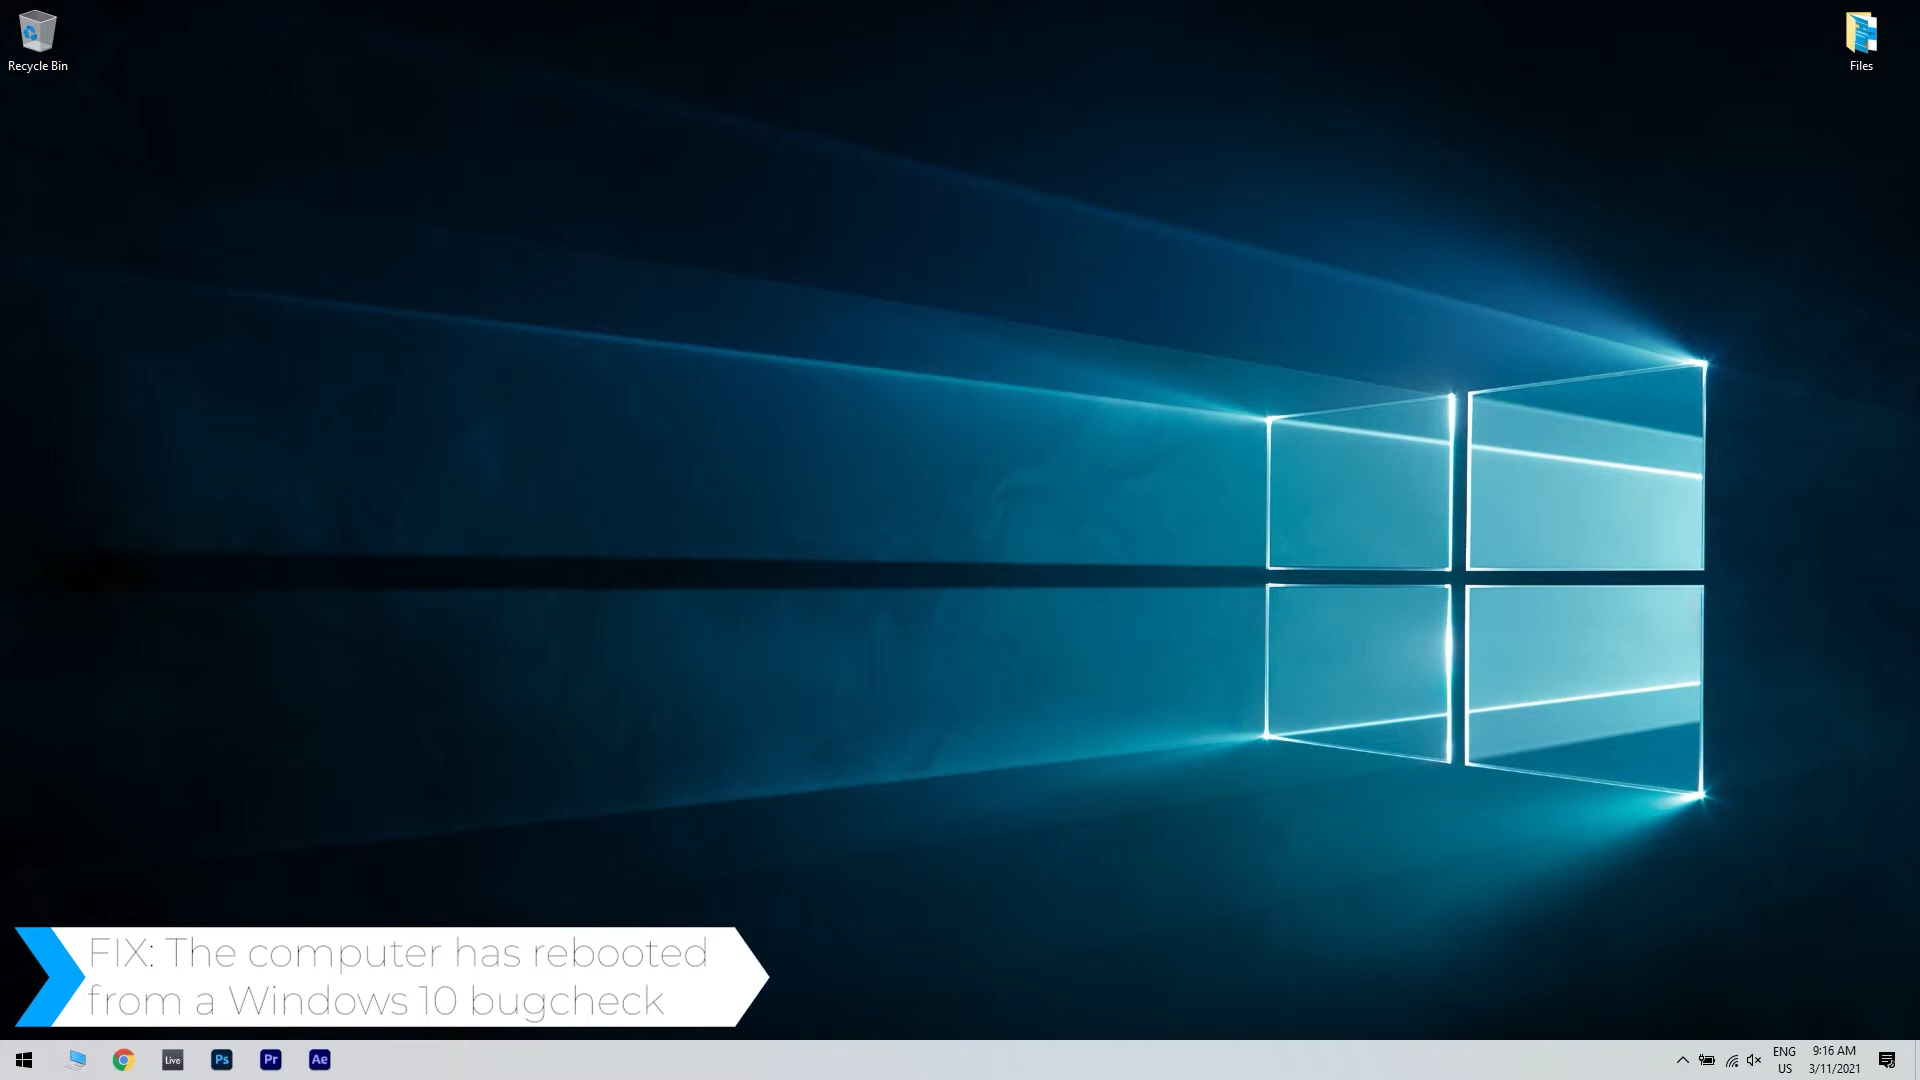 Recycle Bin
Files
FIX: The computer has rebooted
from a Windows 10 bugcheck
Live
Ps
Pr
Ae
ENG
US
9:16 AM
3/11/2021